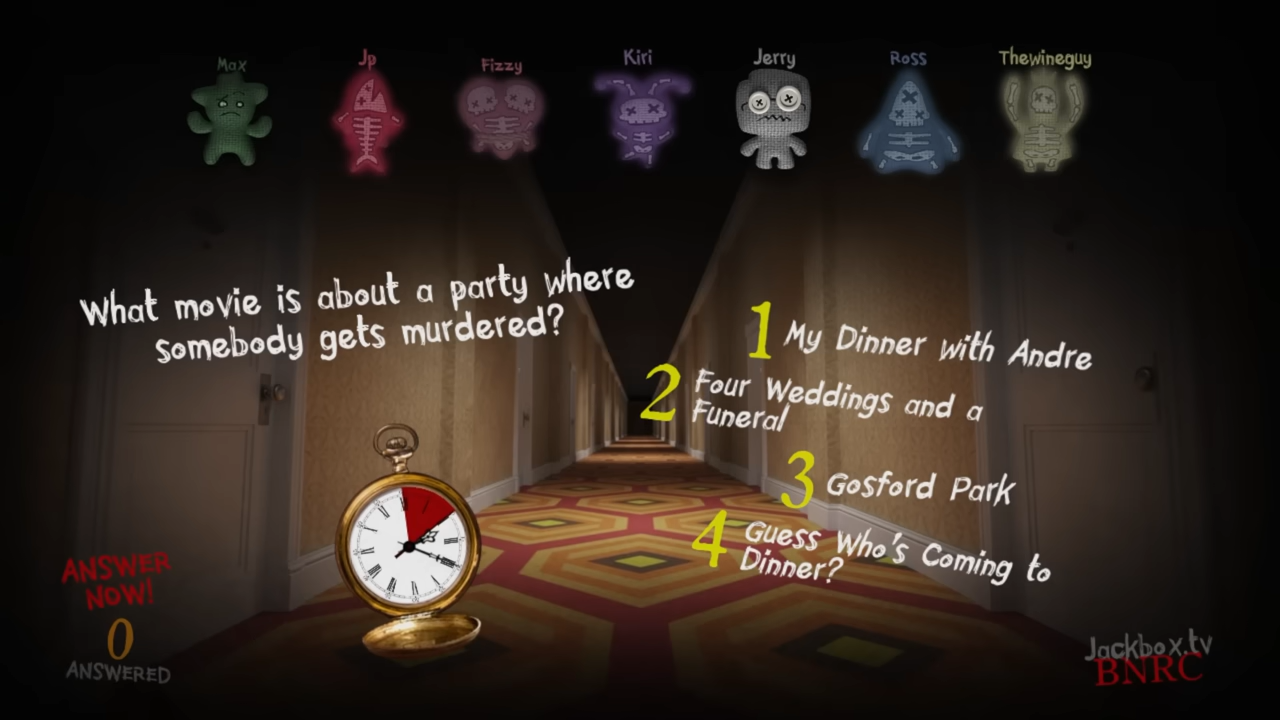 Max
Jp
Fizzy
Kiri
Jerry
Ross
Thewineguy
What movie is about a party where
somebody gets murdered?
1 My Dinner with Andre
2 Four Weddings and a
Funeral
3 Gosford Park
4 Guess Who's Coming to
Dinner?
ANSWER
NOW!
0
ANSWERED
Jackbox.tv
BNRC